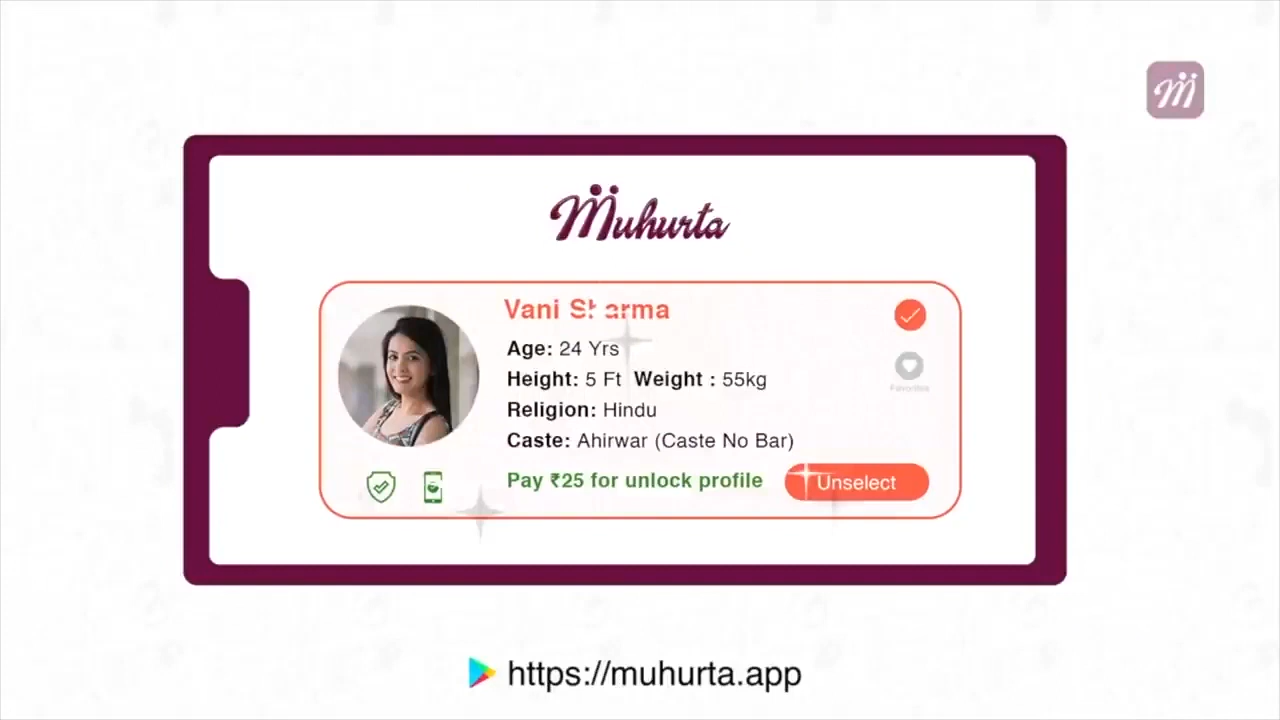 Muhurta
Vani Sharma
Age: 24 Yrs
Height: 5 Ft Weight : 55kg
Religion: Hindu
Caste: Ahirwar (Caste No Bar)
Favorites
Pay ₹25 for unlock profile
Unselect
https://muhurta.app